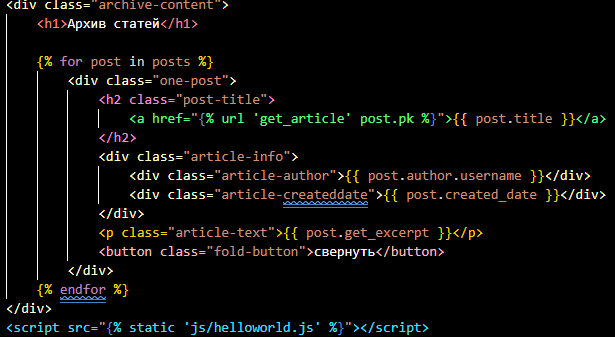 <div class="archive-content">
<h1>Архив статей</h1>
{% for post in posts %}
<div class="one-post">
<h2 class="post-title">
<a href="{% url 'get_article' post.pk %}">{{ post.title }}</a>
</h2>
<div class="article-info">
<div class="article-author">{{ post.author.username }}</div>
<div class="article-createddate">{{ post.created_date }}</div>
</div>
<p class="article-text">{{ post.get_excerpt }}</p>
<button class="fold-button">свернуть</button>
</div>
{% endfor %}
</div>
<script src="{% static 'js/helloworld.js' %}"></script>